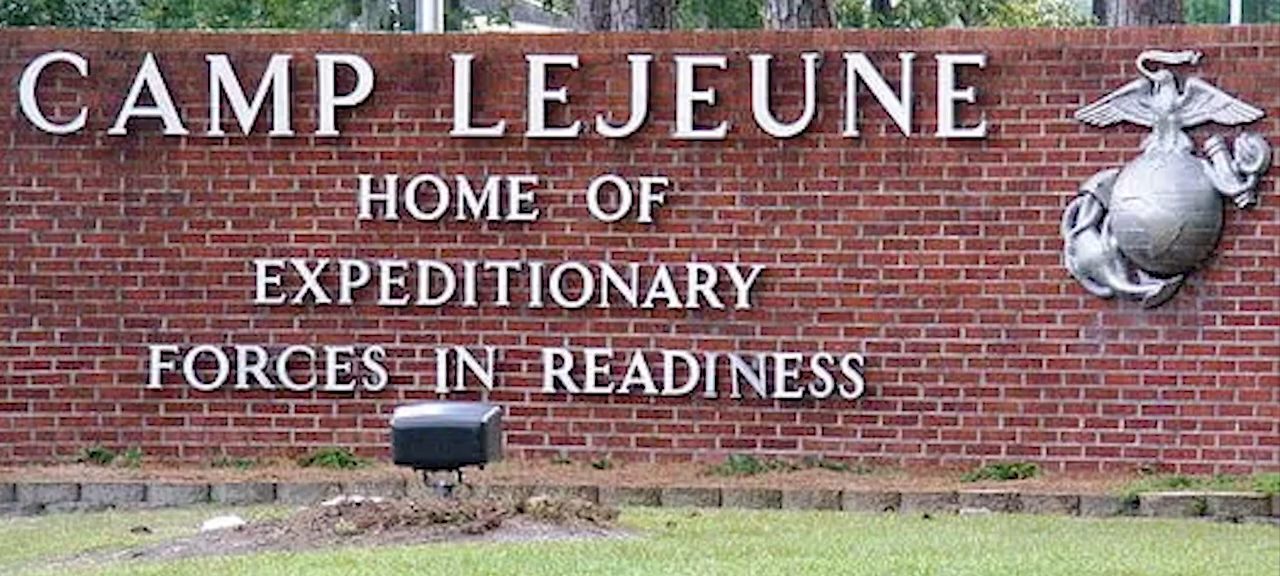 CAMP LEJEUNE
HOME OF
EXPEDITIONARY
FORCES IN READINESS